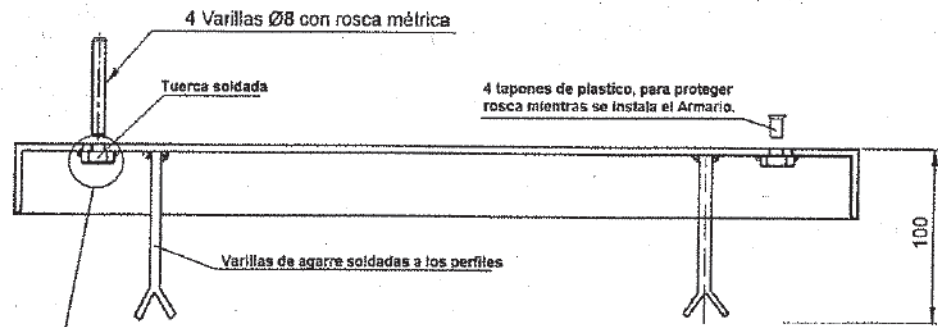 4 Varillas Ø8 con rosca métrica
Tuerca soldada
4 tapones de plastico, para proteger
rosca mientras se instala el Armario.
Varillas de agarre soldadas a los perfiles
100